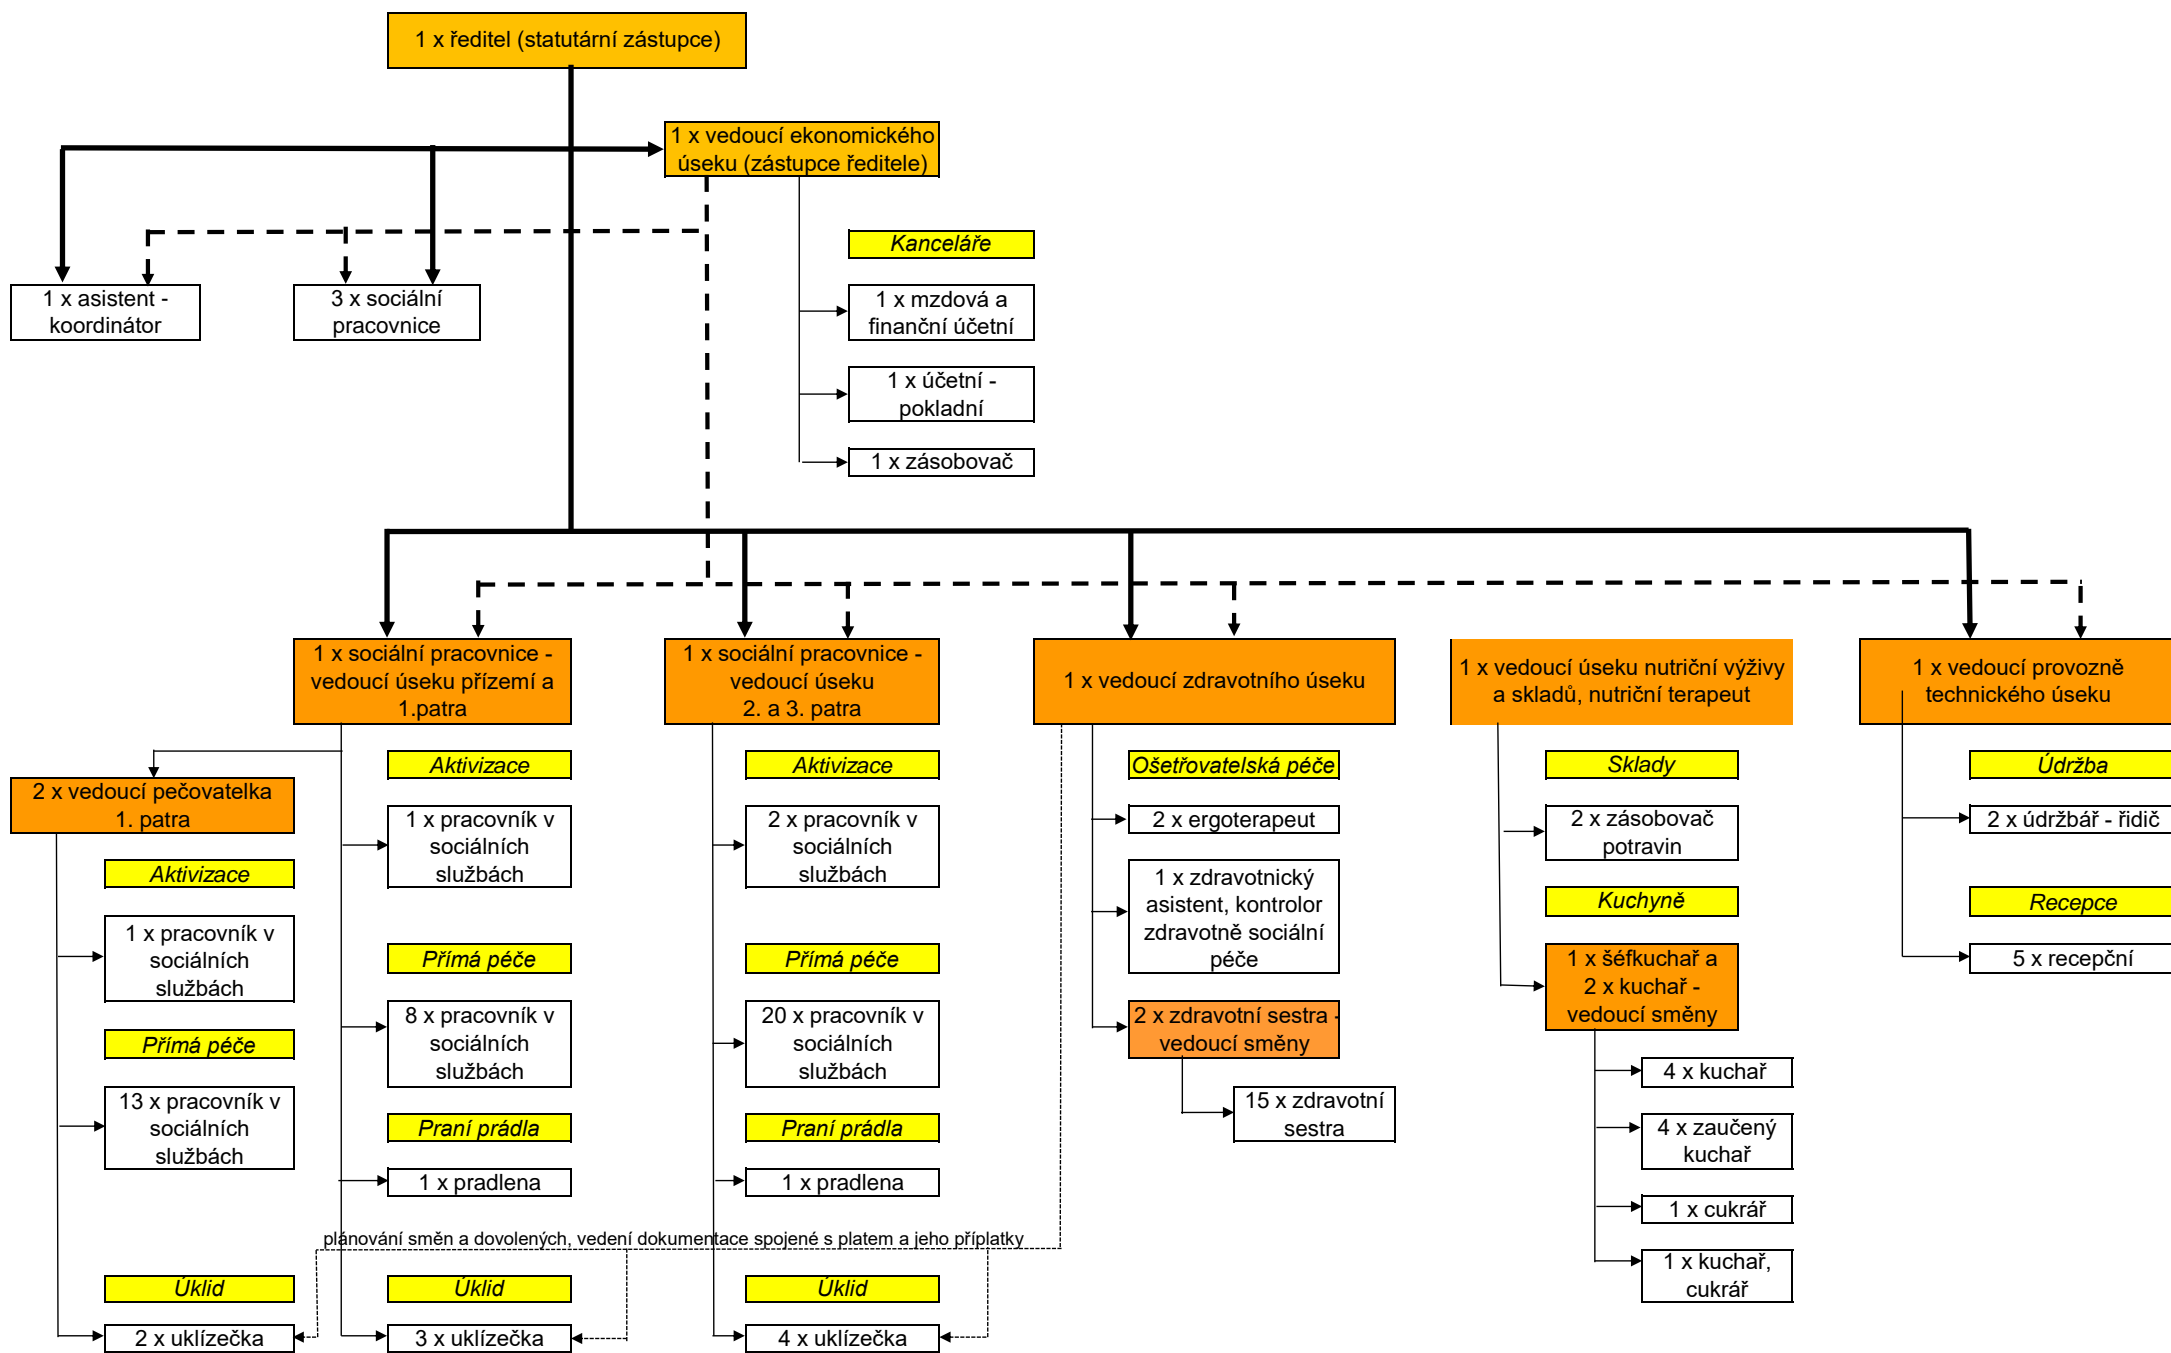 1 x ředitel (statutární zástupce)
1 x vedoucí ekonomického
úseku (zástupce ředitele)
Kanceláře
1 x asistent -
koordinátor
3 x sociální
pracovnice
1 x mzdová a
finanční účetní
1 x účetní -
pokladní
1 x zásobovač
1 x sociální pracovnice -
vedoucí úseku přízemí a
1.patra
1 x sociální pracovnice -
vedoucí úseku
2. a 3. patra
1 x vedoucí zdravotního úseku
1 x vedoucí úseku nutriční výživy
a skladů, nutriční terapeut
1 x vedoucí provozně
technického úseku
2 x vedoucí pečovatelka
1. patra
Aktivizace
1 x pracovník v
sociálních
službách
Přímá péče
13 x pracovník v
sociálních
službách
Úklid
2 x uklízečka
Aktivizace
1 x pracovník v
sociálních
službách
Přímá péče
8 x pracovník v
sociálních
službách
Praní prádla
1 x pradlena
Úklid
3 x uklízečka
Aktivizace
2 x pracovník v
sociálních
službách
Přímá péče
20 x pracovník v
sociálních
službách
Praní prádla
1 x pradlena
plánování směn a dovolených, vedení dokumentace spojené s platem a jeho příplatky
Úklid
4 x uklízečka
Ošetřovatelská péče
2 x ergoterapeut
1 x zdravotnický
asistent, kontrolor
zdravotně sociální
péče
2 x zdravotní sestra -
vedoucí směny
15 x zdravotní
sestra
Sklady
2 x zásobovač
potravin
Kuchyně
1 x šéfkuchař a
2 x kuchař -
vedoucí směny
4 x kuchař
4 x zaučený
kuchař
1 x cukrář
1 x kuchař,
cukrář
Údržba
2 x údržbář - řidič
Recepce
5 x recepční